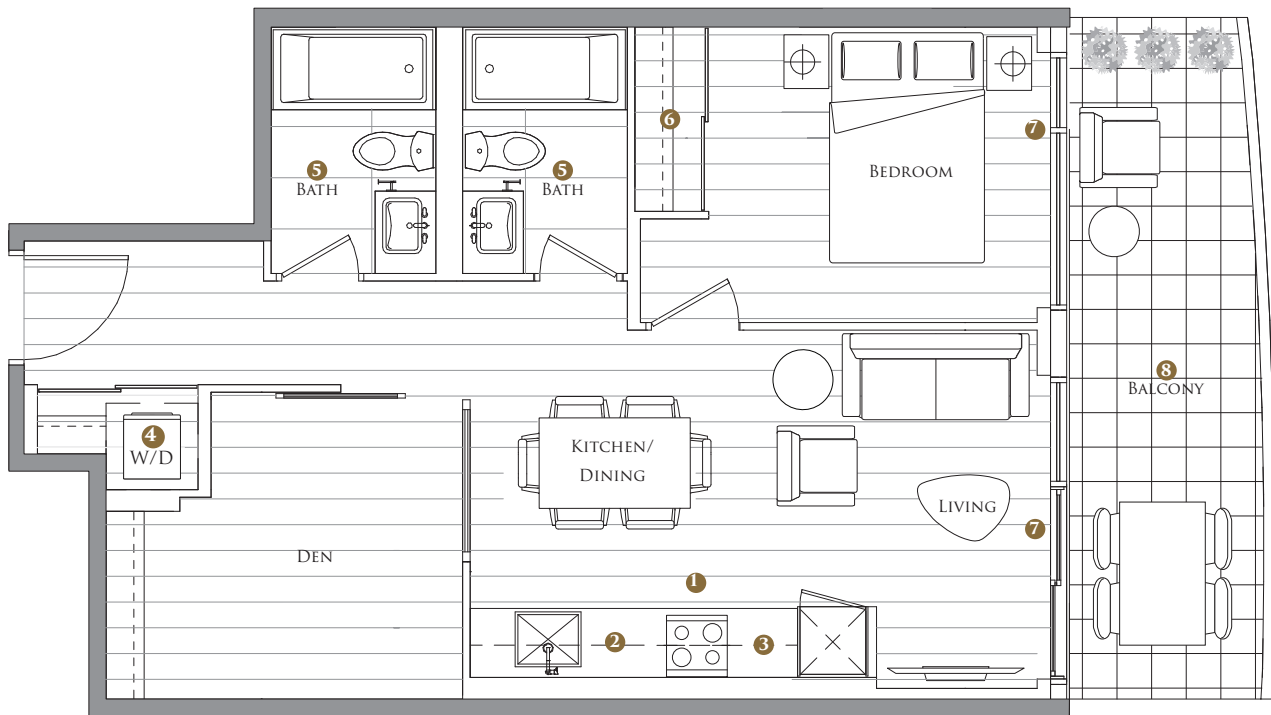 6
7
5
BATH
5
BATH
BEDROOM
8
BALCONY
4
W/D
KITCHEN/
DINING
LIVING
7
DEN
1
2
3